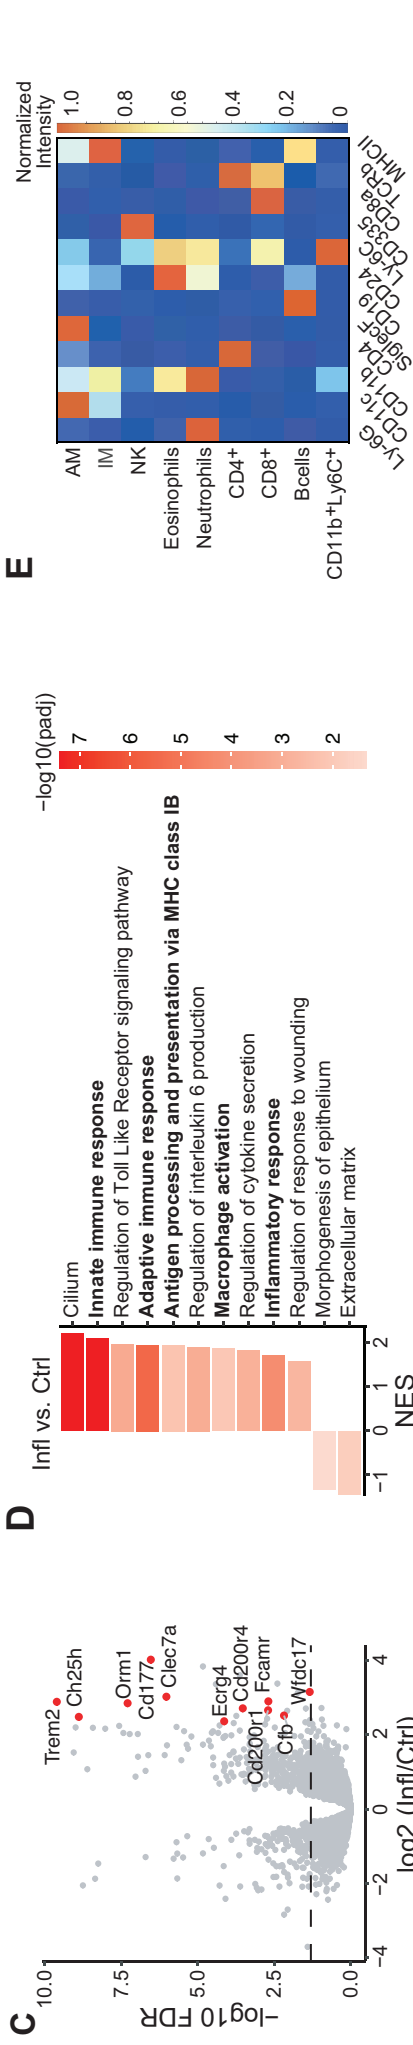 C
10.0
7.5
5.0
2.5
0.0
−log10 FDR
−4
−2
0
2
4
log2 (Infl/Ctrl)
Trem2
Ch25h
Orm1
Cd177
Clec7a
Ecrg4
Cd200r4
Cd200r1
Fcamr
Cfb
Wfdc17
D
Infl vs. Ctrl
Cilium
Innate immune response
Regulation of Toll Like Receptor signaling pathway
Adaptive immune response
Antigen processing and presentation via MHC class IB
Regulation of interleukin 6 production
Macrophage activation
Regulation of cytokine secretion
Inflammatory response
Regulation of response to wounding
Morphogenesis of epithelium
Extracellular matrix
−1
0
1
2
NES
−log10(padj)
7
6
5
4
3
2
E
Normalized
Intensity
1.0
0.8
0.6
0.4
0.2
0
AM
IM
NK
Eosinophils
Neutrophils
CD4+
CD8+
Bcells
CD11b+Ly6C+
Ly-6G
CD11c
CD11b
CD4
SiglecF
CD19
CD24
Ly-6C
CD335
CD8a
TCRb
MHCII